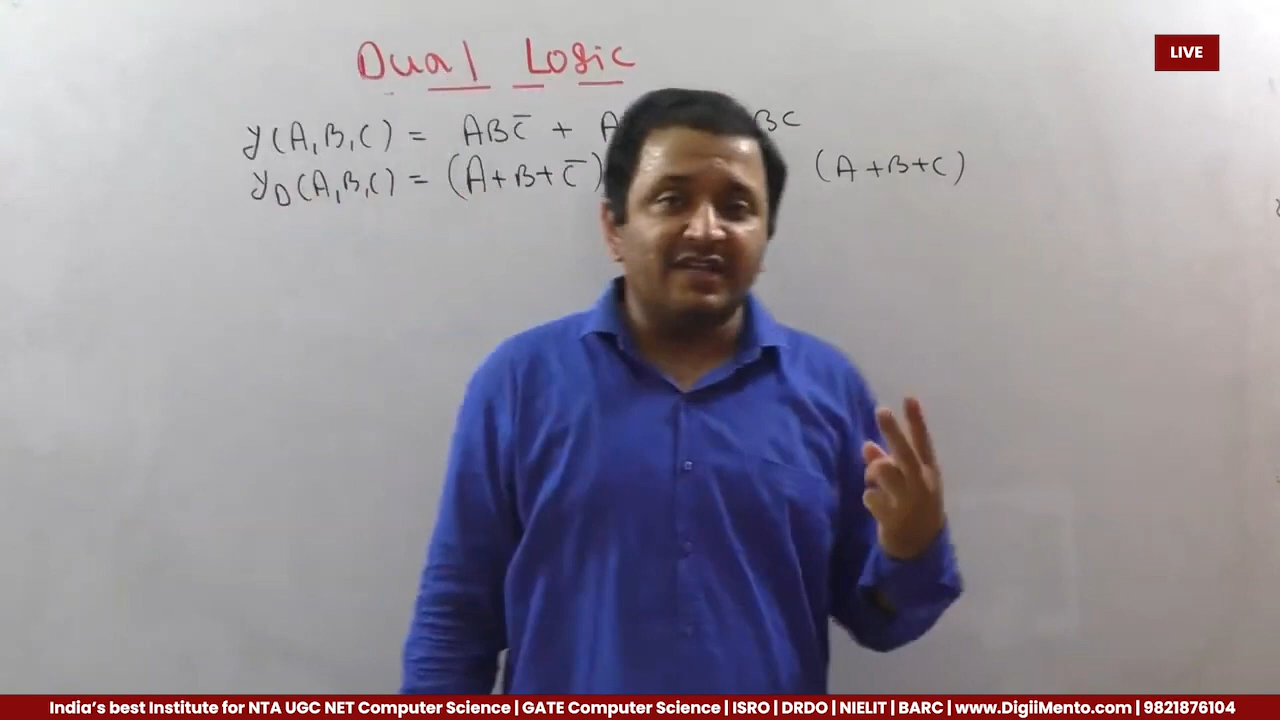 LIVE
Dual Logic
y(A,B,C) = ABC̅ + A BC
y_D(A,B,C) = (A+B+C̅) (A+B+C)
India's best Institute for NTA UGC NET Computer Science | GATE Computer Science | ISRO | DRDO | NIELIT | BARC | www.DigiiMento.com | 9821876104